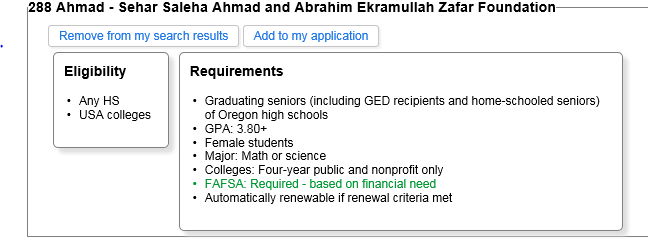 288 Ahmad - Sehar Saleha Ahmad and Abrahim Ekramullah Zafar Foundation
Remove from my search results
Add to my application
Eligibility
• Any HS
• USA colleges
Requirements
• Graduating seniors (including GED recipients and home-schooled seniors)
of Oregon high schools
• GPA: 3.80+
• Female students
• Major: Math or science
• Colleges: Four-year public and nonprofit only
• FAFSA: Required - based on financial need
• Automatically renewable if renewal criteria met